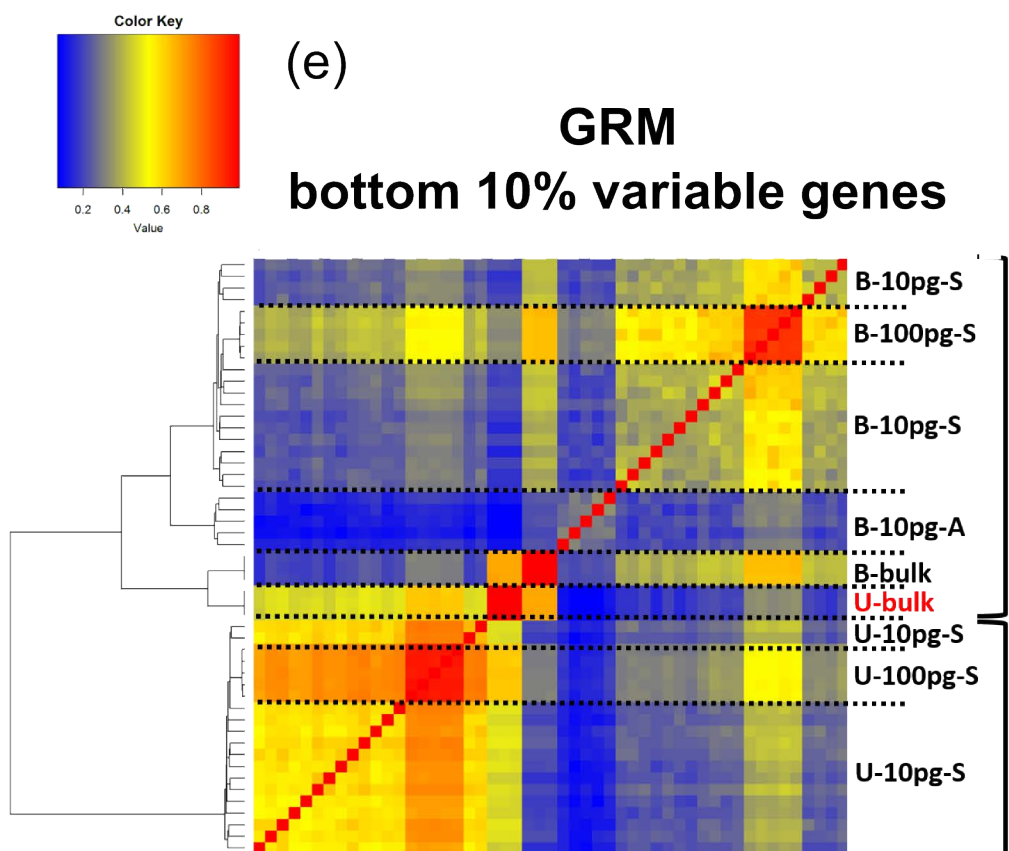 Color Key
0.2 0.4 0.6 0.8
Value
(e)
GRM
bottom 10% variable genes
B-10pg-S
B-100pg-S
B-10pg-S
B-10pg-A
B-bulk
U-bulk
U-10pg-S
U-100pg-S
U-10pg-S